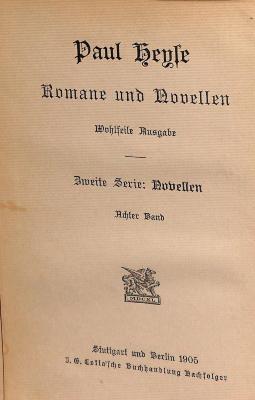 Paul Heyse
Romane und Novellen
Wohlfeile Ausgabe
Zweite Serie: Novellen
Achter Band
MDCXL
Stuttgart und Berlin 1905
J. G. Cotta'sche Buchhandlung Nachfolger